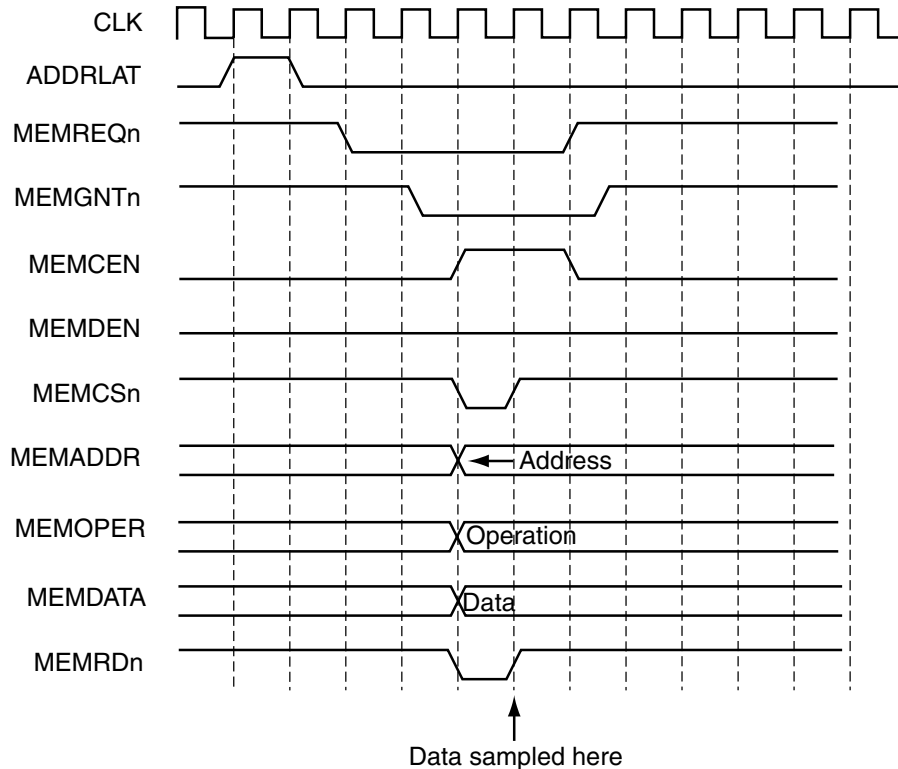 CLK
ADDRLAT
MEMREQn
MEMGNTn
MEMCEN
MEMDEN
MEMCSn
MEMADDR
Address
MEMOPER
Operation
MEMDATA
Data
MEMRDn
Data sampled here